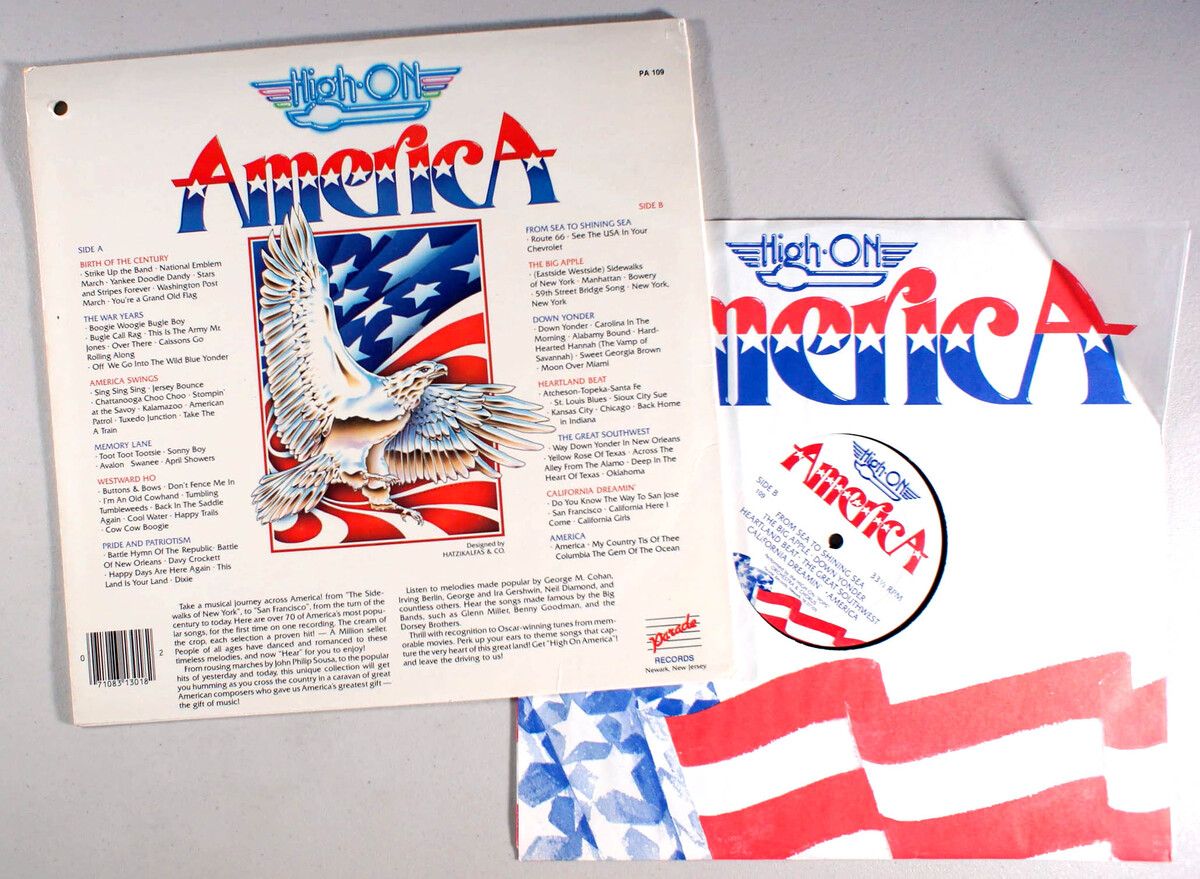 High·ON
PA 109
AmericA
SIDE A
BIRTH OF THE CENTURY
· Strike Up the Band · National Emblem
March · Yankee Doodle Dandy · Stars
and Stripes Forever · Washington Post
March · You're a Grand Old Flag
THE WAR YEARS
· Boogie Woogie Bugle Boy
· Bugle Call Rag · This Is The Army Mr.
Jones · Over There · Caissons Go
Rolling Along
· Off We Go Into The Wild Blue Yonder
AMERICA SWINGS
· Sing Sing Sing · Jersey Bounce
· Chattanooga Choo Choo · Stompin'
at the Savoy · Kalamazoo · American
Patrol · Tuxedo Junction · Take The
A Train
MEMORY LANE
· Toot Toot Tootsie · Sonny Boy
· Avalon Swanee · April Showers
WESTWARD HO
· Buttons & Bows · Don't Fence Me In
· I'm An Old Cowhand · Tumbling
Tumbleweeds · Back In The Saddle
Again · Cool Water · Happy Trails
· Cow Cow Boogie
PRIDE AND PATRIOTISM
· Battle Hymn Of The Republic · Battle
Of New Orleans · Davy Crockett
· Happy Days Are Here Again · This
Land Is Your Land · Dixie
SIDE B
FROM SEA TO SHINING SEA
· Route 66 · See The USA In Your
Chevrolet
THE BIG APPLE
· (Eastside Westside) Sidewalks
of New York · Manhattan · Bowery
· 59th Street Bridge Song · New York,
New York
DOWN YONDER
· Down Yonder · Carolina In The
Morning · Alabamy Bound · Hard-
Hearted Hannah (The Vamp of
Savannah) · Sweet Georgia Brown
· Moon Over Miami
HEARTLAND BEAT
· Atcheson-Topeka-Santa Fe
· St. Louis Blues · Sioux City Sue
· Kansas City · Chicago · Back Home
in Indiana
THE GREAT SOUTHWEST
· Way Down Yonder In New Orleans
· Yellow Rose Of Texas · Across The
Alley From The Alamo · Deep In The
Heart Of Texas · Oklahoma
CALIFORNIA DREAMIN'
· Do You Know The Way To San Jose
· San Francisco · California Here I
Come · California Girls
AMERICA
· America · My Country Tis Of Thee
Columbia The Gem Of The Ocean
Designed by
HATZIKALFAS & CO.
Take a musical journey across America! from "The Side-
walks of New York", to "San Francisco", from the turn of the
century to today. Here are over 70 of America's most popu-
lar songs, for the first time on one recording. The cream of
the crop, each selection a proven hit! — A Million seller.
People of all ages have danced and romanced to these
timeless melodies, and now "Hear" for you to enjoy!
From rousing marches by John Philip Sousa, to the popular
hits of yesterday and today, this unique collection will get
you humming as you cross the country in a caravan of great
American composers who gave us America's greatest gift—
the gift of music!
Listen to melodies made popular by George M. Cohan,
Irving Berlin, George and Ira Gershwin, Neil Diamond, and
countless others. Hear the songs made famous by the Big
Bands, such as Glenn Miller, Benny Goodman, and the
Dorsey Brothers.
Thrill with recognition to Oscar-winning tunes from mem-
orable movies. Perk up your ears to theme songs that cap-
ture the very heart of this great land! Get "High On America"!
and leave the driving to us!
0 71083 13018 2
Parade
RECORDS
Newark, New Jersey
High·ON
mericA
High·ON
AmericA
SIDE B
109
33⅓ RPM
FROM SEA TO SHINING SEA
THE BIG APPLE · DOWN YONDER
HEARTLAND BEAT · THE GREAT SOUTHWEST
CALIFORNIA DREAMIN' · AMERICA